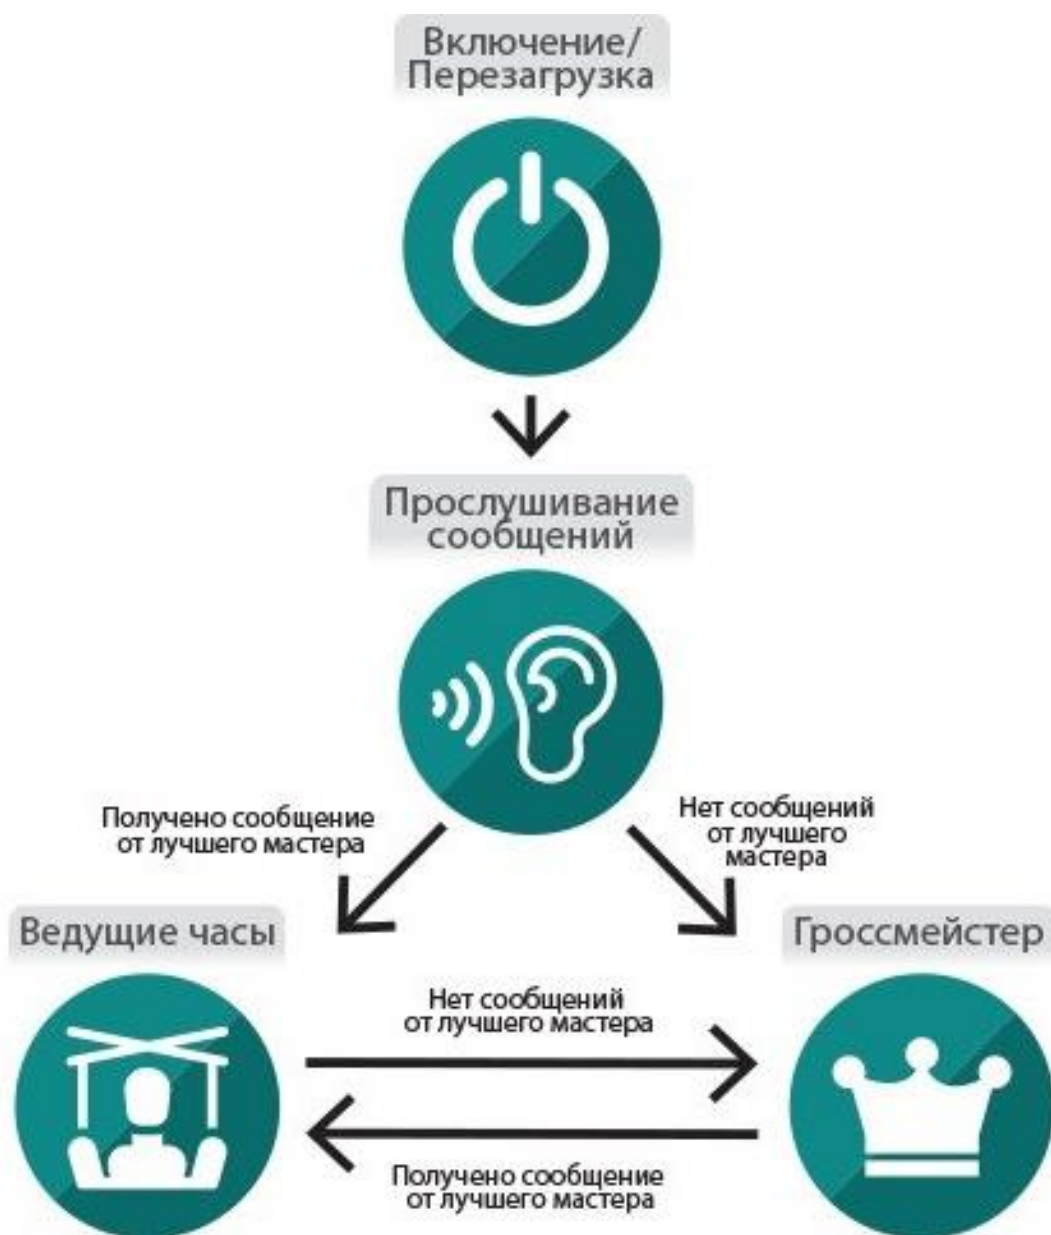 Включение/
Перезагрузка
Прослушивание
сообщений
Получено сообщение
от лучшего мастера
Нет сообщений
от лучшего
мастера
Ведущие часы
Гроссмейстер
Нет сообщений
от лучшего мастера
Получено сообщение
от лучшего мастера